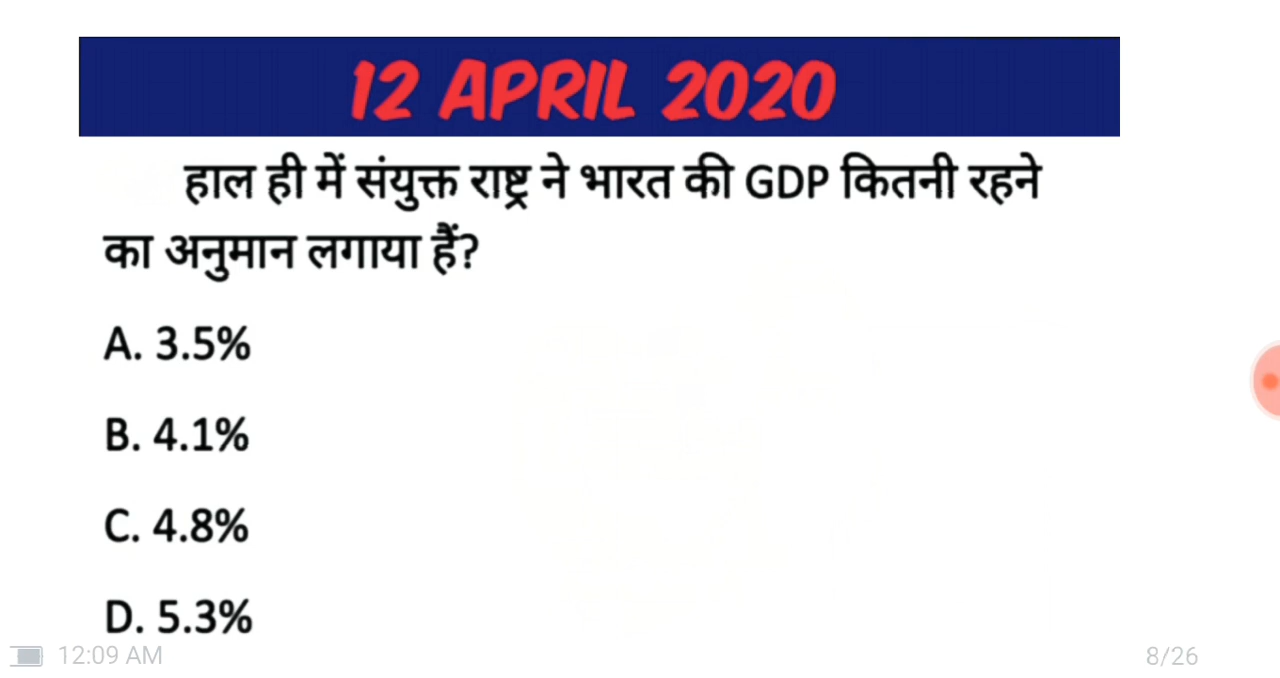 12 APRIL 2020
हाल ही में संयुक्त राष्ट्र ने भारत की GDP कितनी रहने
का अनुमान लगाया हैं?
A. 3.5%
B. 4.1%
C. 4.8%
D. 5.3%
12:09 AM
8/26